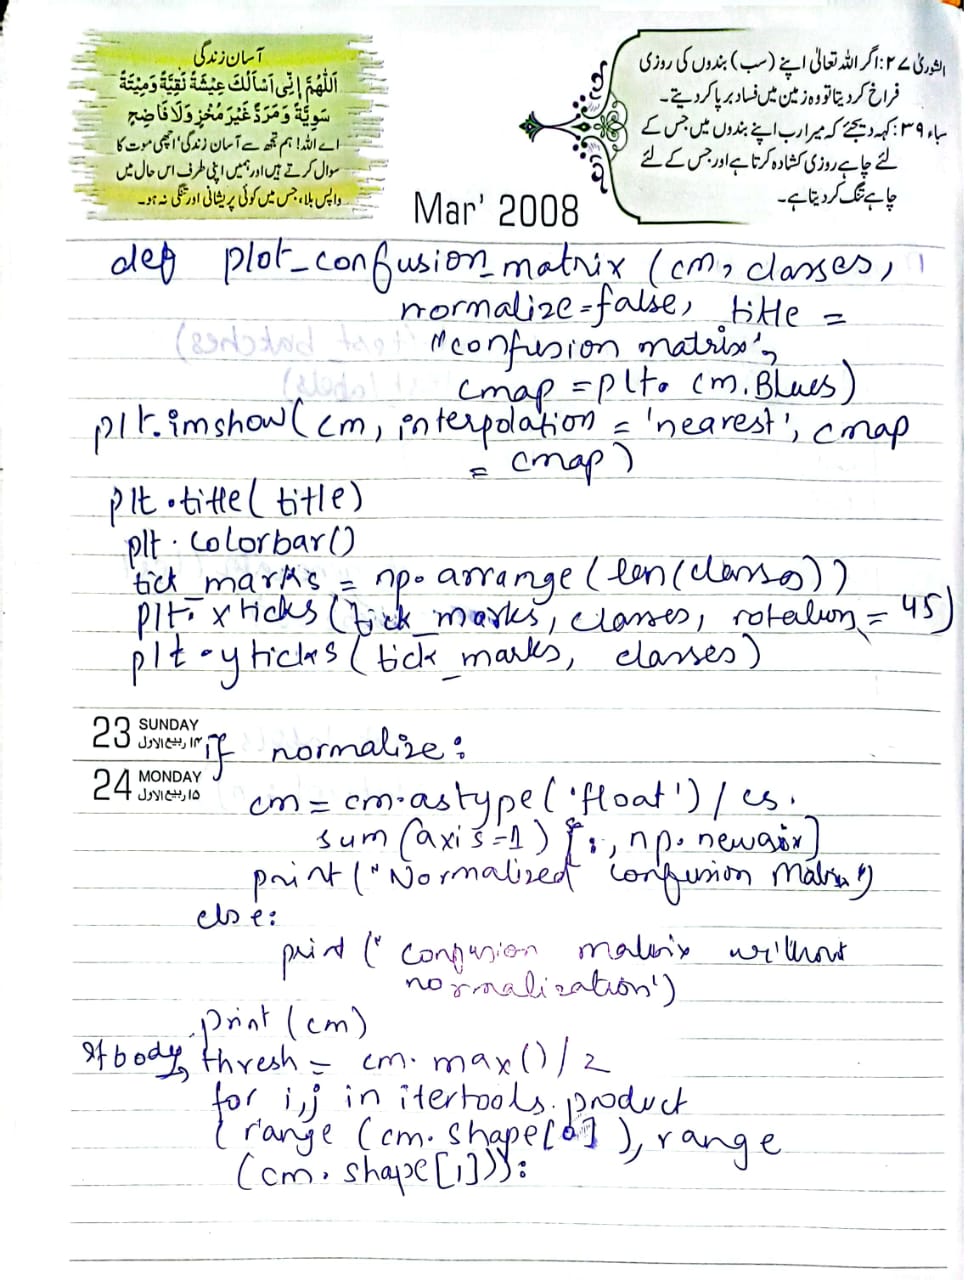 آسان زندگی
اَللّٰهُمَّ اِنِّیْ اَسْاَلُكَ عِیْشَةً نَّقِیَّةً وَّمِیْتَةً
سَوِیَّةً وَّمَرَدًّا غَیْرَ مُخْزٍ وَّلَا فَاضِحٍ
اے اللہ! ہم تجھ سے آسان زندگی، اچھی موت کا
سوال کرتے ہیں اور ہمیں اپنی طرف اس حال میں
واپس بلا، جس میں کوئی پریشانی اور تنگی نہ ہو۔
الشوریٰ ۲۷: اگر اللہ تعالیٰ اپنے (سب) بندوں کی روزی
فراخ کر دیتا تو وہ زمین میں فساد برپا کر دیتے۔
سباء ۳۹: کہہ دیجئے کہ میرا رب اپنے بندوں میں جس کے
لئے چاہے روزی کشادہ کرتا ہے اور جس کے لئے
چاہے تنگ کر دیتا ہے۔
Mar' 2008
def plot_confusion_matrix (cm, classes,
normalize=false, title =
"confusion matrix',
cmap = plt. cm.Blues)
plt.imshow(cm, interpolation = 'nearest', cmap
= cmap)
plt.title( title)
plt. colorbar()
tick_marks = np.arrange(len(classes))
plt. xticks (tick_marks, classes, rotation = 45)
plt.yticks (tick_marks, classes)
23 SUNDAY
۱۴ ربیع الاول
if normalize:
24 MONDAY
۱۵ ربیع الاول
cm = cm.astype('float') / cs.
sum (axis=1) [:, np. newaix]
print ("Normalized confusion Matrix")
else:
print (" Confusion matrix without
normalization')
print (cm)
thresh = cm. max() / 2
for i,j in itertools. product
( range (cm. shape[0] ), range
(cm. shape[1])):